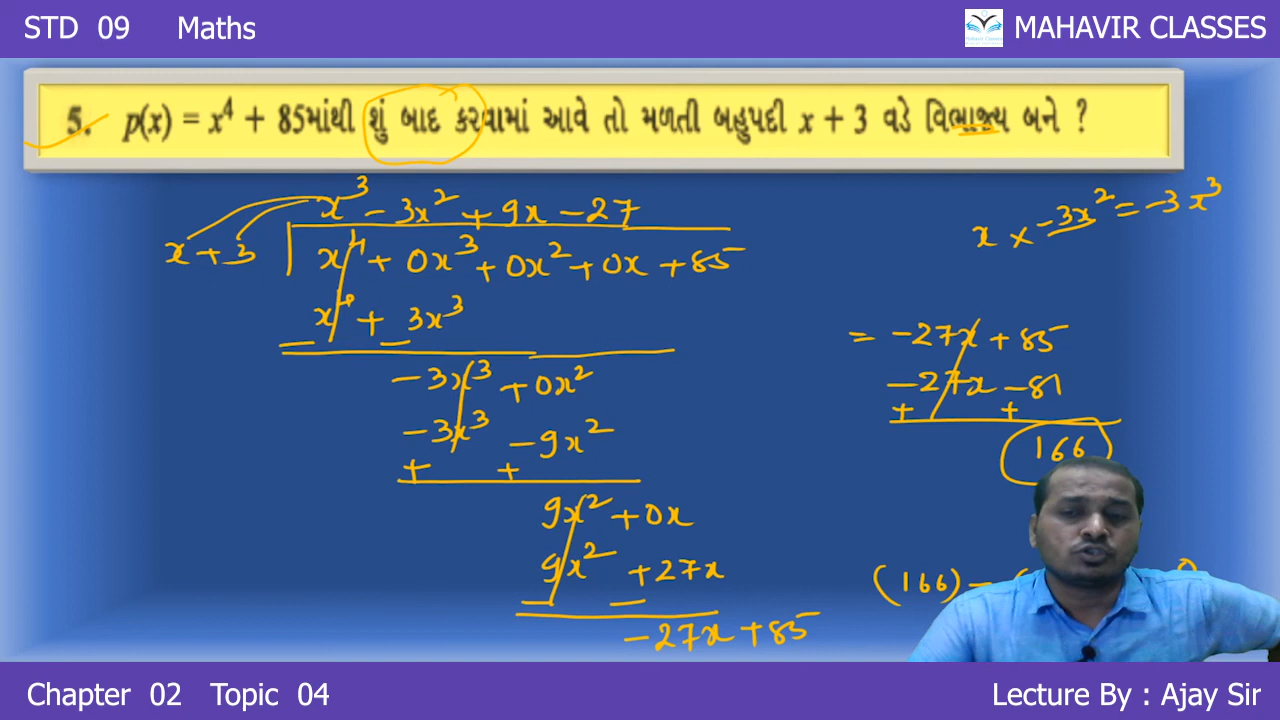 STD 09 Maths
MAHAVIR CLASSES
5. p(x) = x⁴ + 85માંથી શું બાદ કરવામાં આવે તો મળતી બહુપદી x + 3 વડે વિભાજ્ય બને ?
x³ - 3x² + 9x - 27
x + 3
x⁴ + 0x³ + 0x² + 0x + 85
x⁴ + 3x³
- -
-3x³ + 0x²
-3x³ - 9x²
+ +
9x² + 0x
9x² + 27x
- -
-27x + 85
x × -3x² = -3x³
= -27x + 85
-27x - 81
+ +
166
(166) -
0
Chapter 02 Topic 04
Lecture By : Ajay Sir